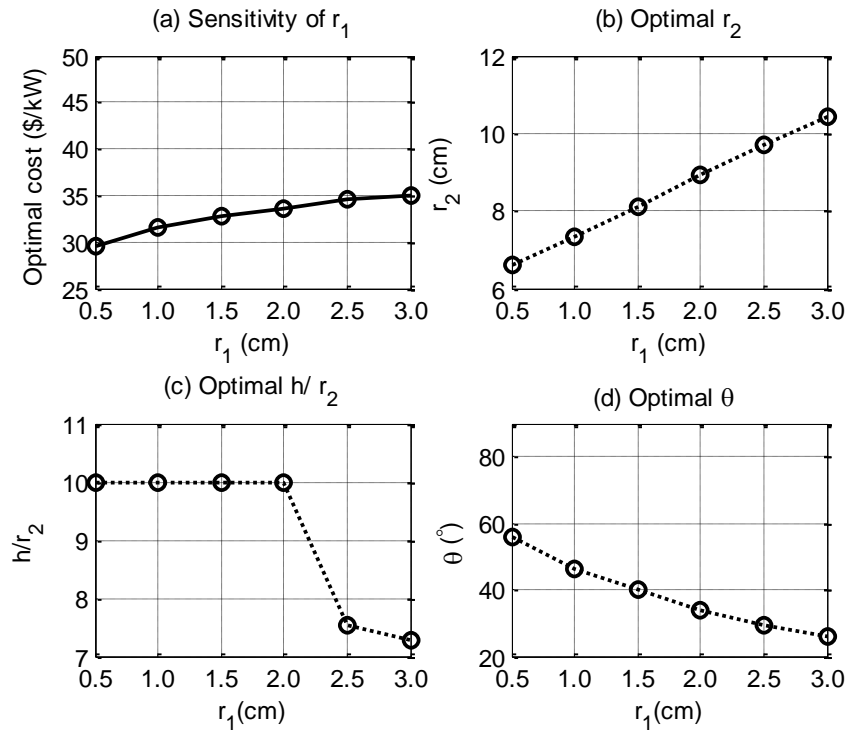 (a) Sensitivity of r1
50
45
40
35
30
25
Optimal cost ($/kW)
0.5 1.0 1.5 2.0 2.5 3.0
r1 (cm)
(b) Optimal r2
12
10
8
6
r2 (cm)
0.5 1.0 1.5 2.0 2.5 3.0
r1 (cm)
(c) Optimal h/ r2
11
10
9
8
7
h/r2
0.5 1.0 1.5 2.0 2.5 3.0
r1(cm)
(d) Optimal θ
80
60
40
20
θ (°)
0.5 1.0 1.5 2.0 2.5 3.0
r1(cm)